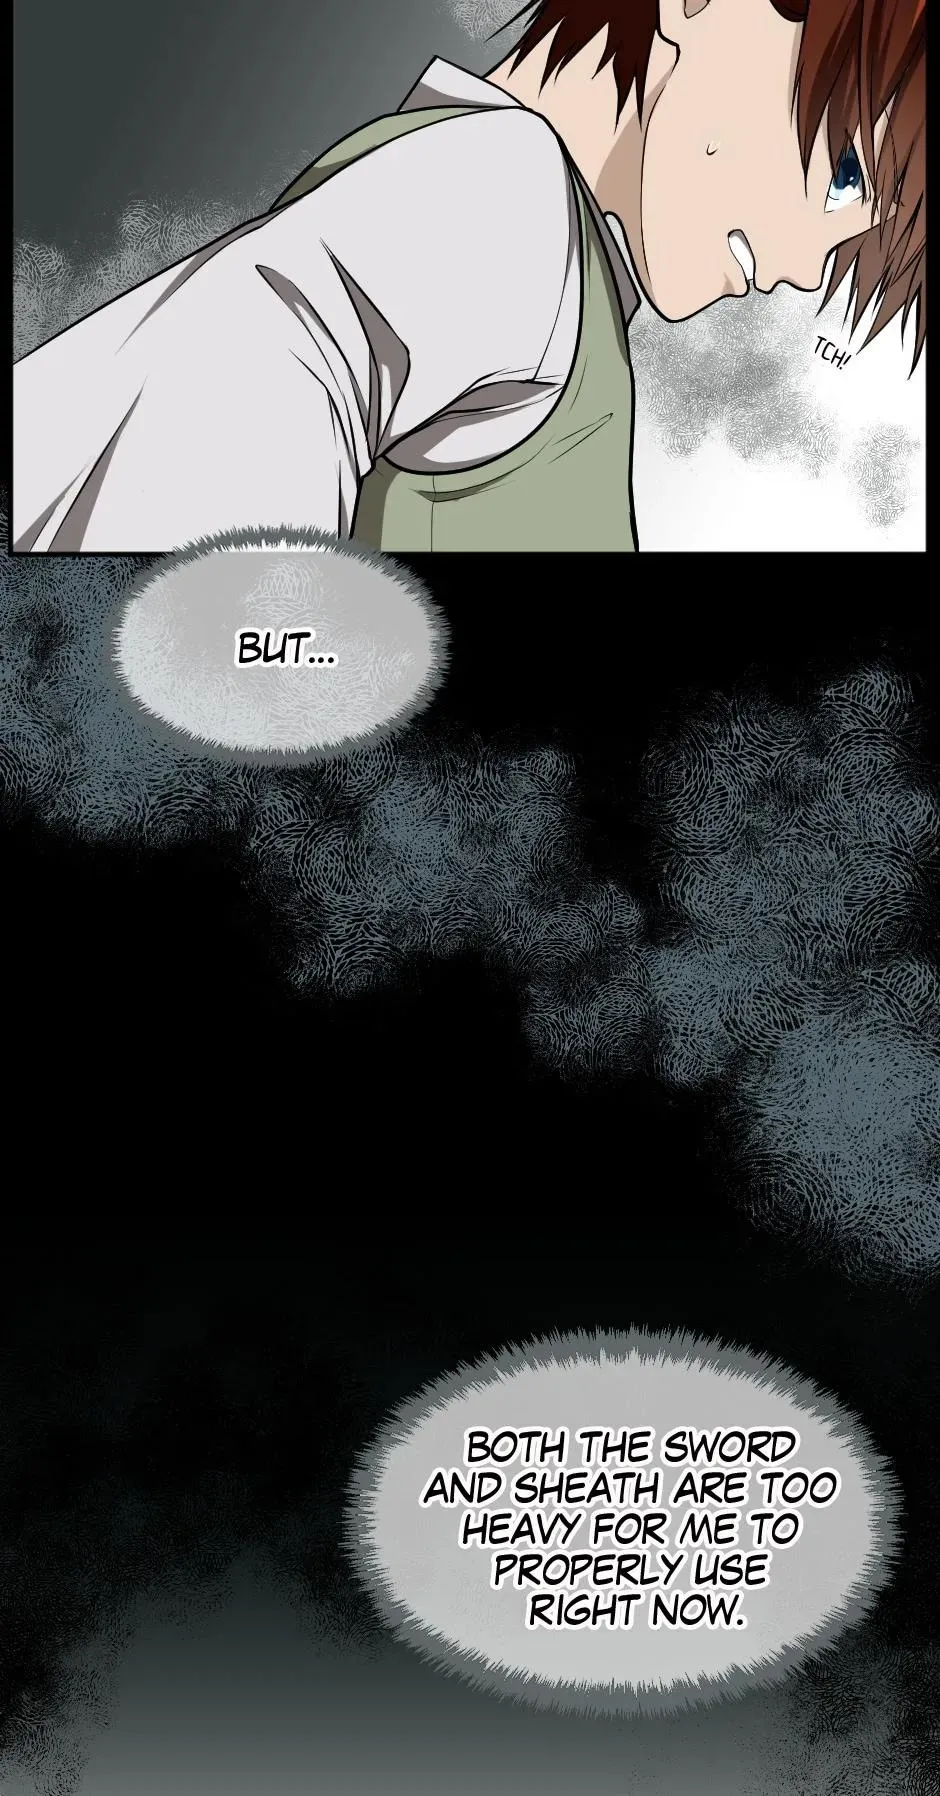 TCH!
BUT...
BOTH THE SWORD
AND SHEATH ARE TOO
HEAVY FOR ME TO
PROPERLY USE
RIGHT NOW.